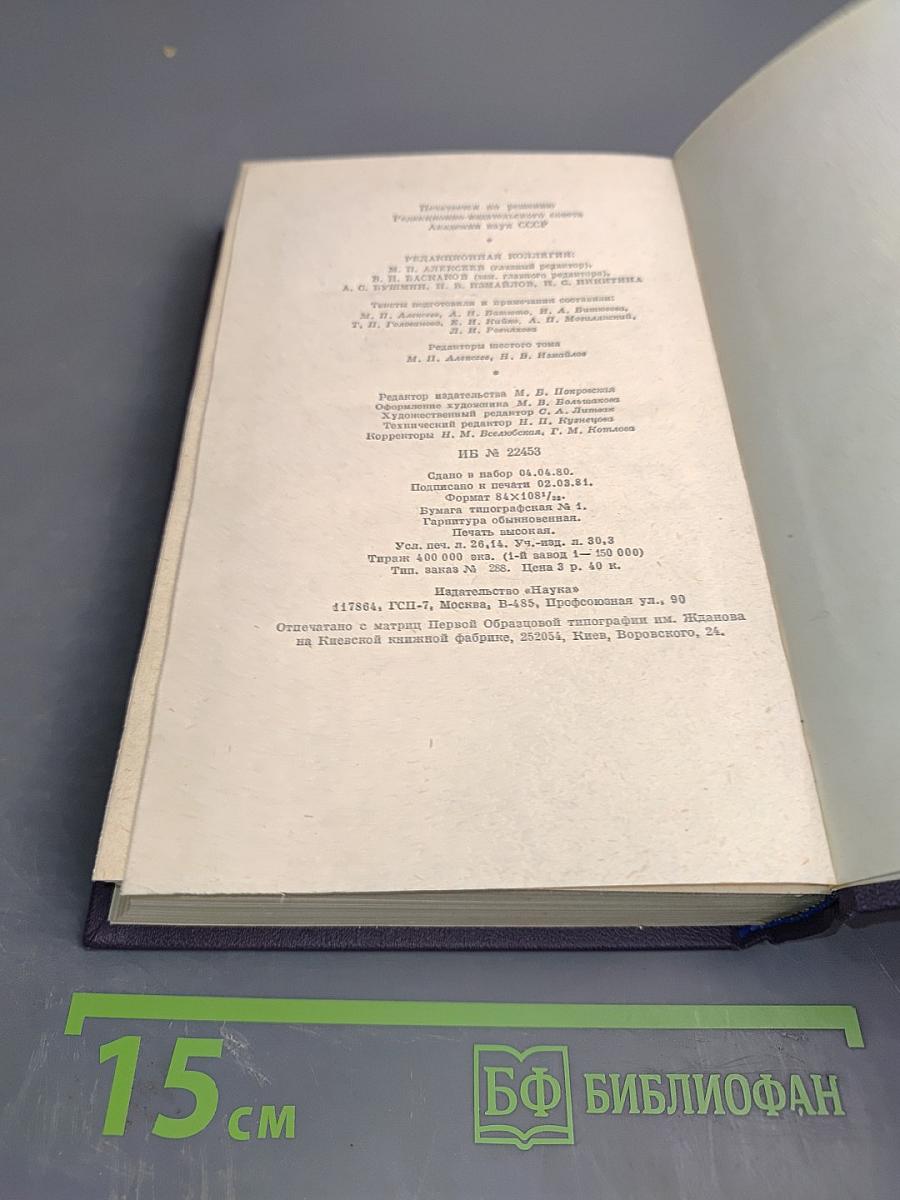 Печатается по решению
Редакционно-издательского совета
Академии наук СССР
*
РЕДАКЦИОННАЯ КОЛЛЕГИЯ:
М. П. АЛЕКСЕЕВ (главный редактор),
В. Н. БАСКАКОВ (зам. главного редактора),
А. С. БУШМИН, Н. В. ИЗМАЙЛОВ, Н. С. НИКИТИНА
Тексты подготовили и примечания составили:
М. П. Алексеев, А. И. Батюто, И. А. Битюгова,
Т. П. Голованова, Е. И. Кийко, А. П. Могилянский,
Л. Н.
Редакторы шестого тома
М. П. Алексеев, Н. В. Измайлов
*
Редактор издательства М. Б. Покровская
Оформление художника М. В. Большакова
Художественный редактор С. А. Литвак
Технический редактор Н. П. Кузнецова
Корректоры Н. М. Вселюбская, Г. М. Котлова
ИБ № 22453
Сдано в набор 04.04.80.
Подписано к печати 02.03.81.
Формат 84×108¹/₃₂.
Бумага типографская № 1.
Гарнитура обыкновенная.
Печать высокая.
Усл. печ. л. 26,14. Уч.-изд. л. 30,3
Тираж 400 000 экз. (1-й завод 1—150 000)
Тип. заказ № 288. Цена 3 р. 40 к.
Издательство «Наука»
117864, ГСП-7, Москва, В-485, Профсоюзная ул., 90
Отпечатано с матриц Первой Образцовой типографии им. Жданова
на Киевской книжной фабрике, 252054, Киев, Воровского, 24.
15 см
БФ БИБЛИОФАН